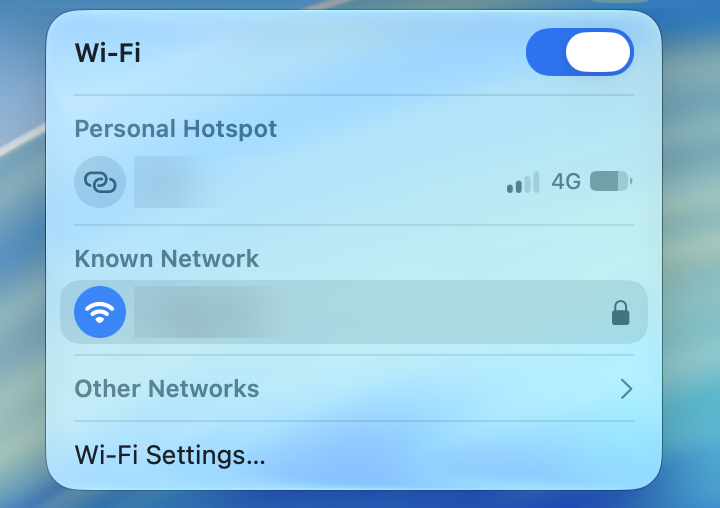 Wi-Fi
Personal Hotspot
4G
Known Network
Other Networks
Wi-Fi Settings...